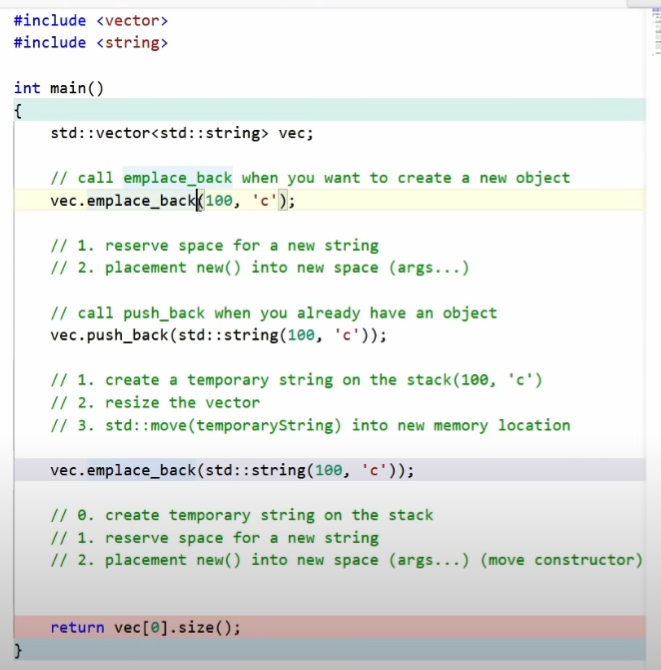 #include <vector>
#include <string>
int main()
{
std::vector<std::string> vec;
// call emplace_back when you want to create a new object
vec.emplace_back(100, 'c');
// 1. reserve space for a new string
// 2. placement new() into new space (args...)
// call push_back when you already have an object
vec.push_back(std::string(100, 'c'));
// 1. create a temporary string on the stack(100, 'c')
// 2. resize the vector
// 3. std::move(temporaryString) into new memory location
vec.emplace_back(std::string(100, 'c'));
// 0. create temporary string on the stack
// 1. reserve space for a new string
// 2. placement new() into new space (args...) (move constructor)
return vec[0].size();
}